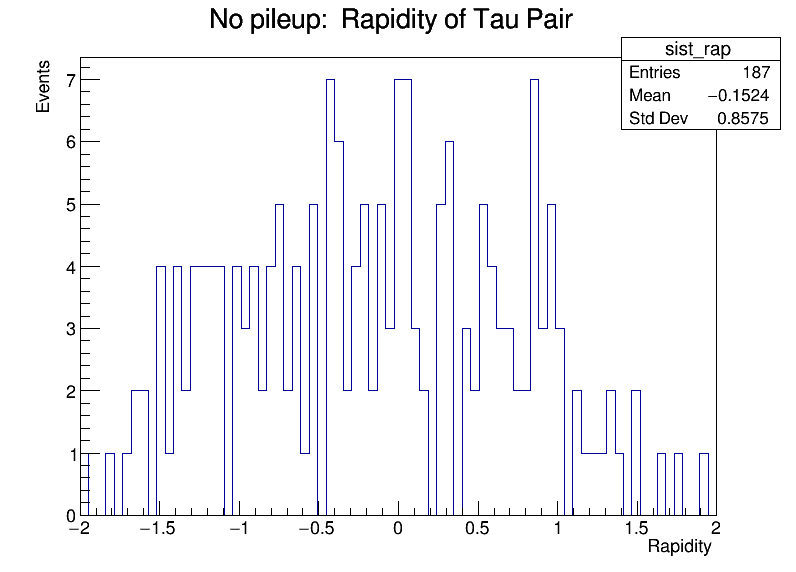 No pileup:  Rapidity of Tau Pair
sist_rap
Entries 187
Mean −0.1524
Std Dev 0.8575
Events
7
6
5
4
3
2
1
0
−2 −1.5 −1 −0.5 0 0.5 1 1.5 2
Rapidity